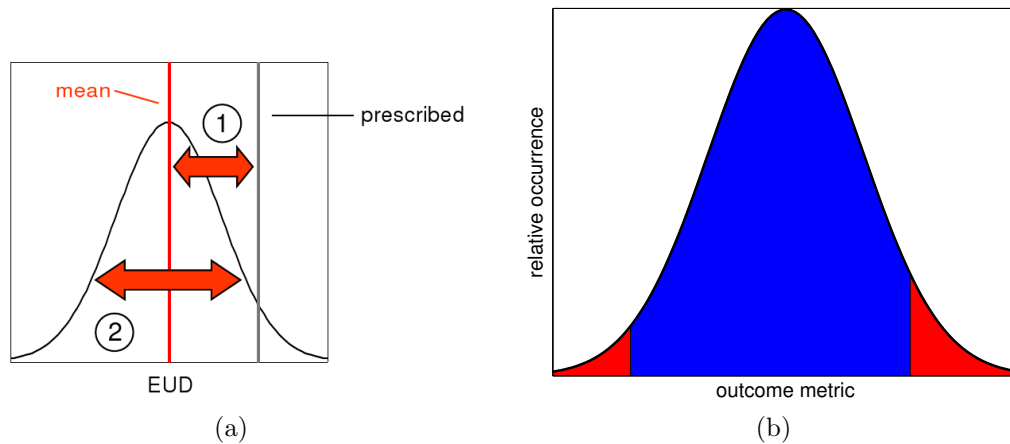 mean
1
prescribed
2
EUD
(a)
relative occurrence
outcome metric
(b)